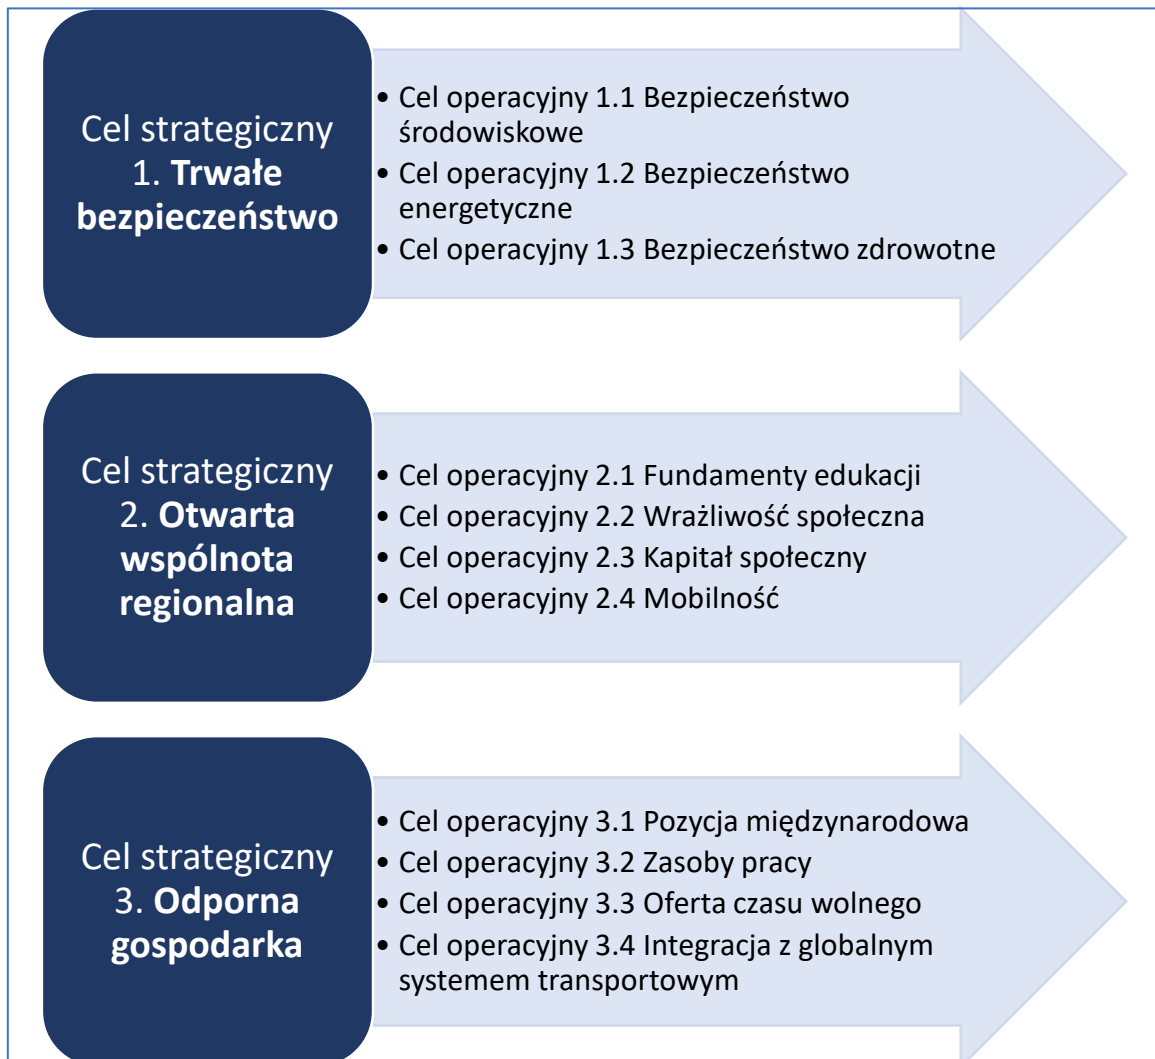 Cel strategiczny
1. Trwałe
bezpieczeństwo
• Cel operacyjny 1.1 Bezpieczeństwo
środowiskowe
• Cel operacyjny 1.2 Bezpieczeństwo
energetyczne
• Cel operacyjny 1.3 Bezpieczeństwo zdrowotne
Cel strategiczny
2. Otwarta
wspólnota
regionalna
• Cel operacyjny 2.1 Fundamenty edukacji
• Cel operacyjny 2.2 Wrażliwość społeczna
• Cel operacyjny 2.3 Kapitał społeczny
• Cel operacyjny 2.4 Mobilność
Cel strategiczny
3. Odporna
gospodarka
• Cel operacyjny 3.1 Pozycja międzynarodowa
• Cel operacyjny 3.2 Zasoby pracy
• Cel operacyjny 3.3 Oferta czasu wolnego
• Cel operacyjny 3.4 Integracja z globalnym
systemem transportowym